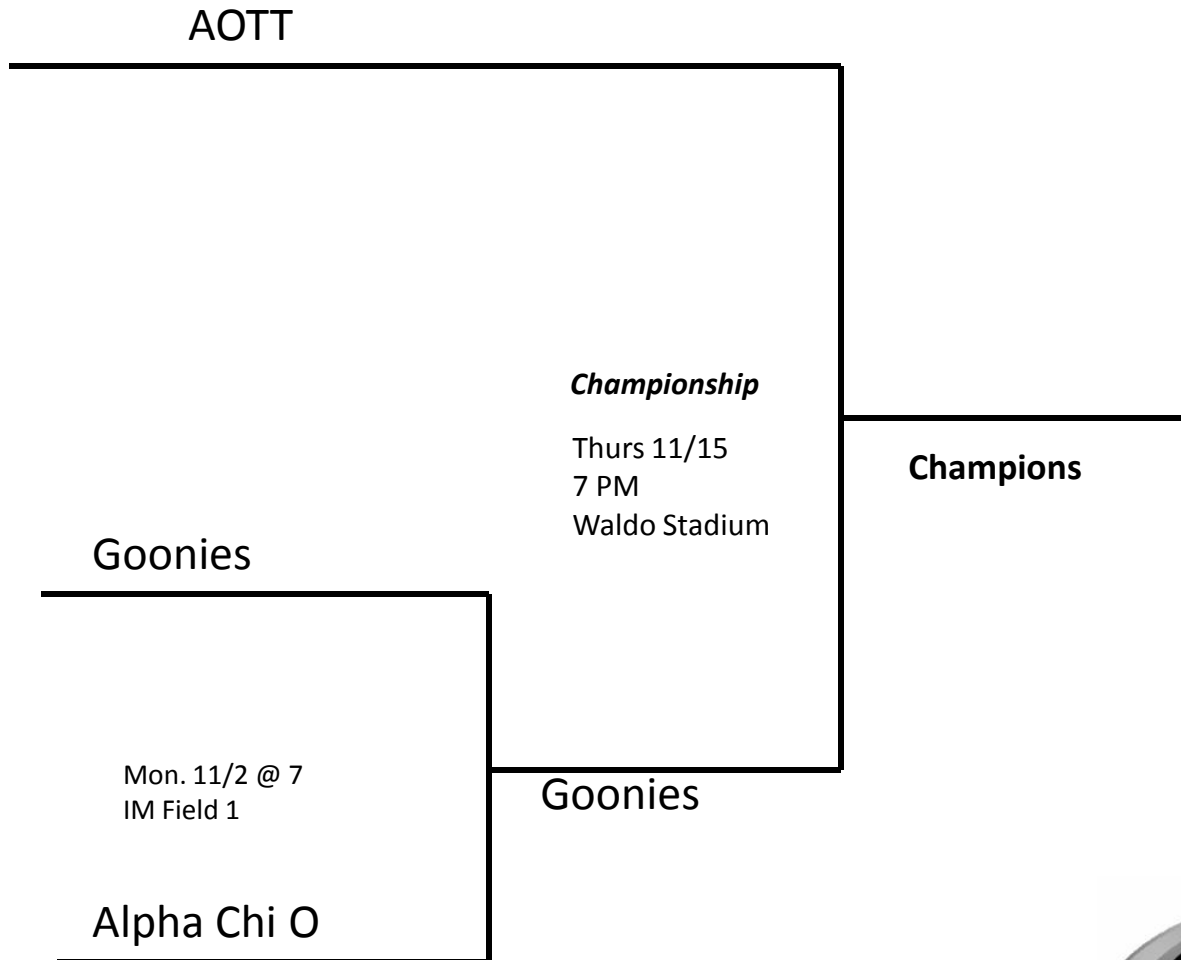 AOTT
Championship
Thurs 11/15
7 PM
Waldo Stadium
Champions
Goonies
Mon. 11/2 @ 7
IM Field 1
Goonies
Alpha Chi O